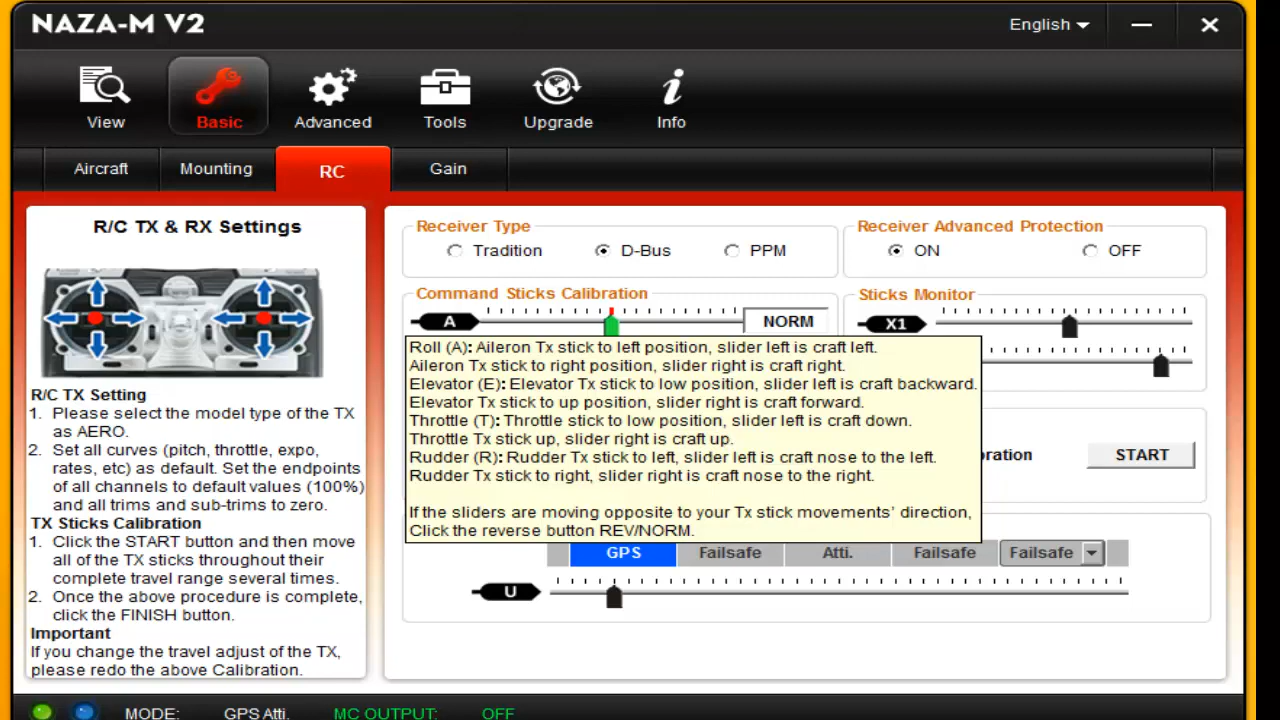 NAZA-M V2
English
View
Basic
Advanced
Tools
Upgrade
Info
Aircraft
Mounting
RC
Gain
R/C TX & RX Settings
R/C TX Setting
1. Please select the model type of the TX
as AERO.
2. Set all curves (pitch, throttle, expo,
rates, etc) as default. Set the endpoints
of all channels to default values (100%)
and all trims and sub-trims to zero.
TX Sticks Calibration
1. Click the START button and then move
all of the TX sticks throughout their
complete travel range several times.
2. Once the above procedure is complete,
click the FINISH button.
Important
If you change the travel adjust of the TX,
please redo the above Calibration.
Receiver Type
Tradition
D-Bus
PPM
Receiver Advanced Protection
ON
OFF
Command Sticks Calibration
A
NORM
Sticks Monitor
X1
Roll (A): Aileron Tx stick to left position, slider left is craft left.
Aileron Tx stick to right position, slider right is craft right.
Elevator (E): Elevator Tx stick to low position, slider left is craft backward.
Elevator Tx stick to up position, slider right is craft forward.
Throttle (T): Throttle stick to low position, slider left is craft down.
Throttle Tx stick up, slider right is craft up.
Rudder (R): Rudder Tx stick to left, slider left is craft nose to the left.
Rudder Tx stick to right, slider right is craft nose to the right.
If the sliders are moving opposite to your Tx stick movements' direction,
Click the reverse button REV/NORM.
bration
START
GPS
Failsafe
Atti.
Failsafe
Failsafe
U
MODE:
GPS Atti.
MC OUTPUT:
OFF